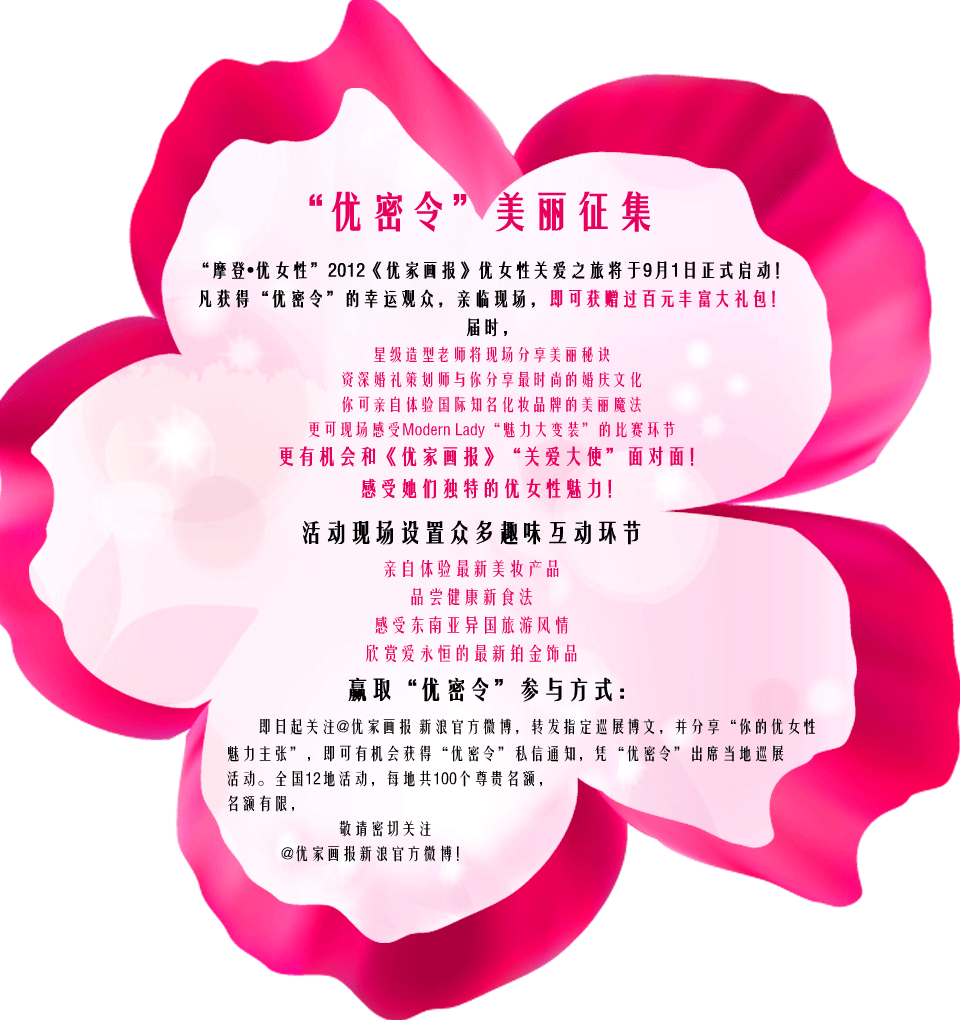 “优密令”美丽征集
“摩登•优女性”2012《优家画报》优女性关爱之旅将于9月1日正式启动！
凡获得“优密令”的幸运观众，亲临现场，即可获赠过百元丰富大礼包！
届时，
星级造型老师将现场分享美丽秘诀
资深婚礼策划师与你分享最时尚的婚庆文化
你可亲自体验国际知名化妆品牌的美丽魔法
更可现场感受Modern Lady“魅力大变装”的比赛环节
更有机会和《优家画报》“关爱大使”面对面！
感受她们独特的优女性魅力！
活动现场设置众多趣味互动环节
亲自体验最新美妆产品
品尝健康新食法
感受东南亚异国旅游风情
欣赏爱永恒的最新铂金饰品
赢取“优密令”参与方式：
即日起关注@优家画报 新浪官方微博，转发指定巡展博文，并分享“你的优女性
魅力主张”，即可有机会获得“优密令”私信通知，凭“优密令”出席当地巡展
活动。全国12地活动，每地共100个尊贵名额，
名额有限，
敬请密切关注
@优家画报新浪官方微博！